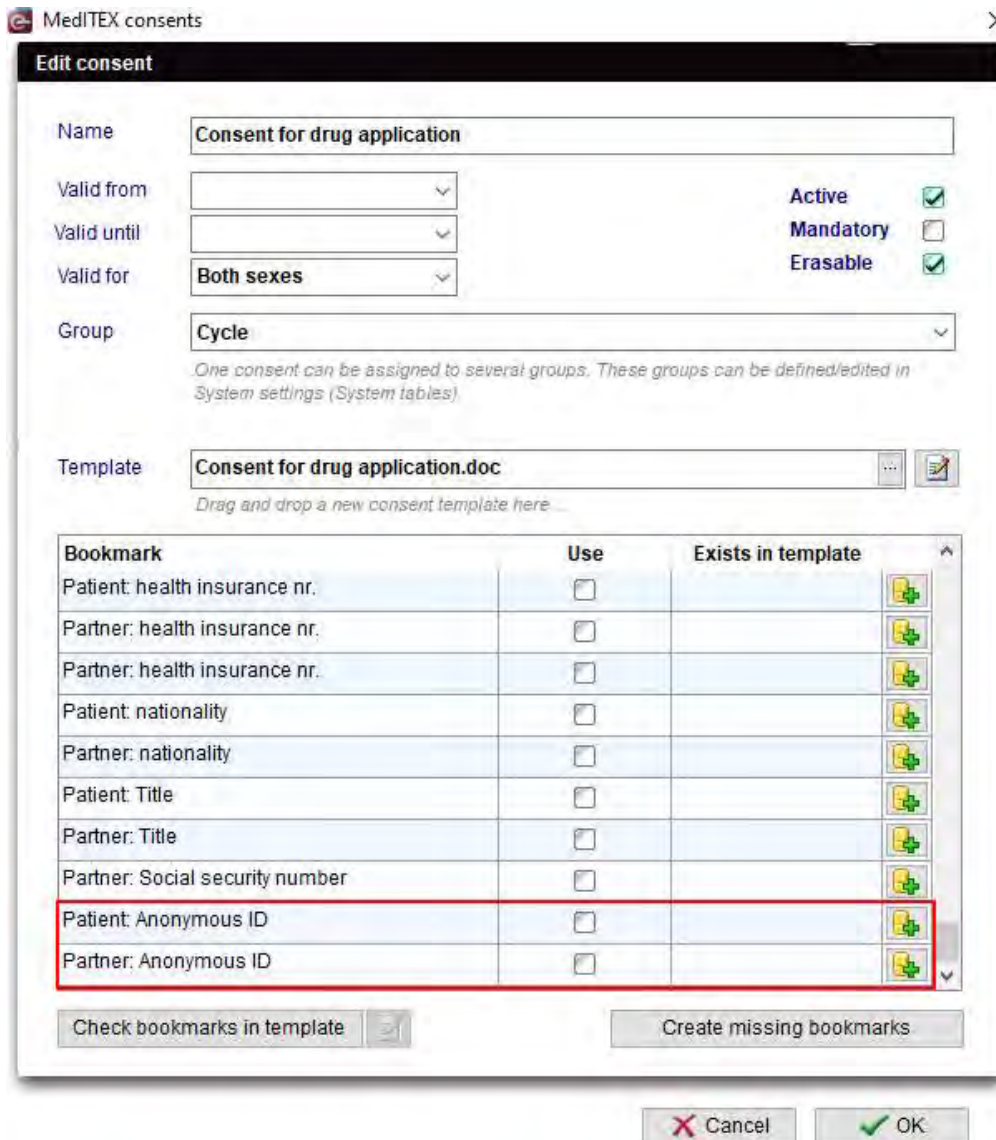 MedITEX consents
Edit consent
Name Consent for drug application
Valid from
Active
Valid until
Mandatory
Valid for Both sexes
Erasable
Group Cycle
One consent can be assigned to several groups. These groups can be defined/edited in
System settings (System tables)
Template Consent for drug application.doc ...
Drag and drop a new consent template here ...
Bookmark Use Exists in template
Patient: health insurance nr.
Partner: health insurance nr.
Partner: health insurance nr.
Patient: nationality
Partner: nationality
Patient: Title
Partner: Title
Partner: Social security number
Patient: Anonymous ID
Partner: Anonymous ID
Check bookmarks in template Create missing bookmarks
Cancel OK